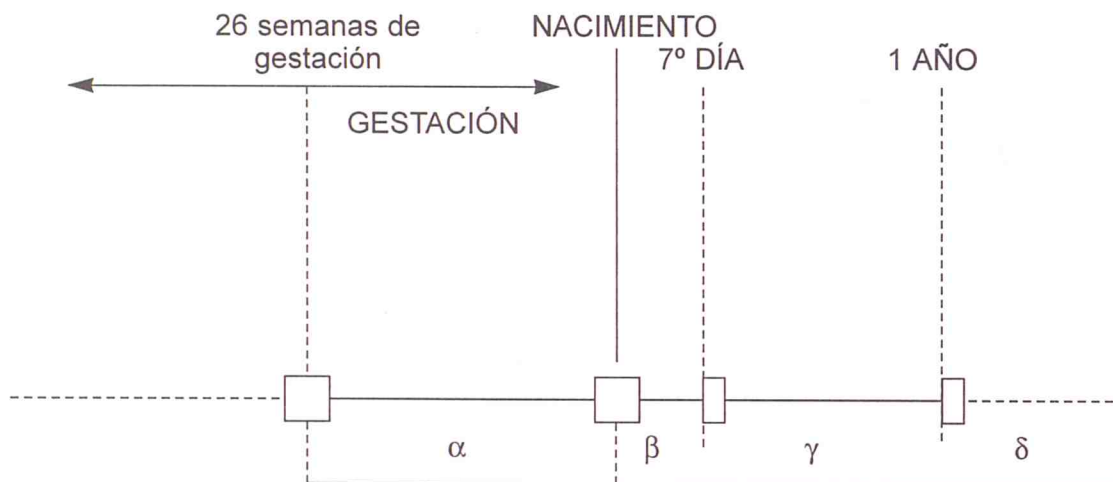 26 semanas de
gestación
NACIMIENTO
7º DÍA
1 AÑO
GESTACIÓN
α
β
γ
δ